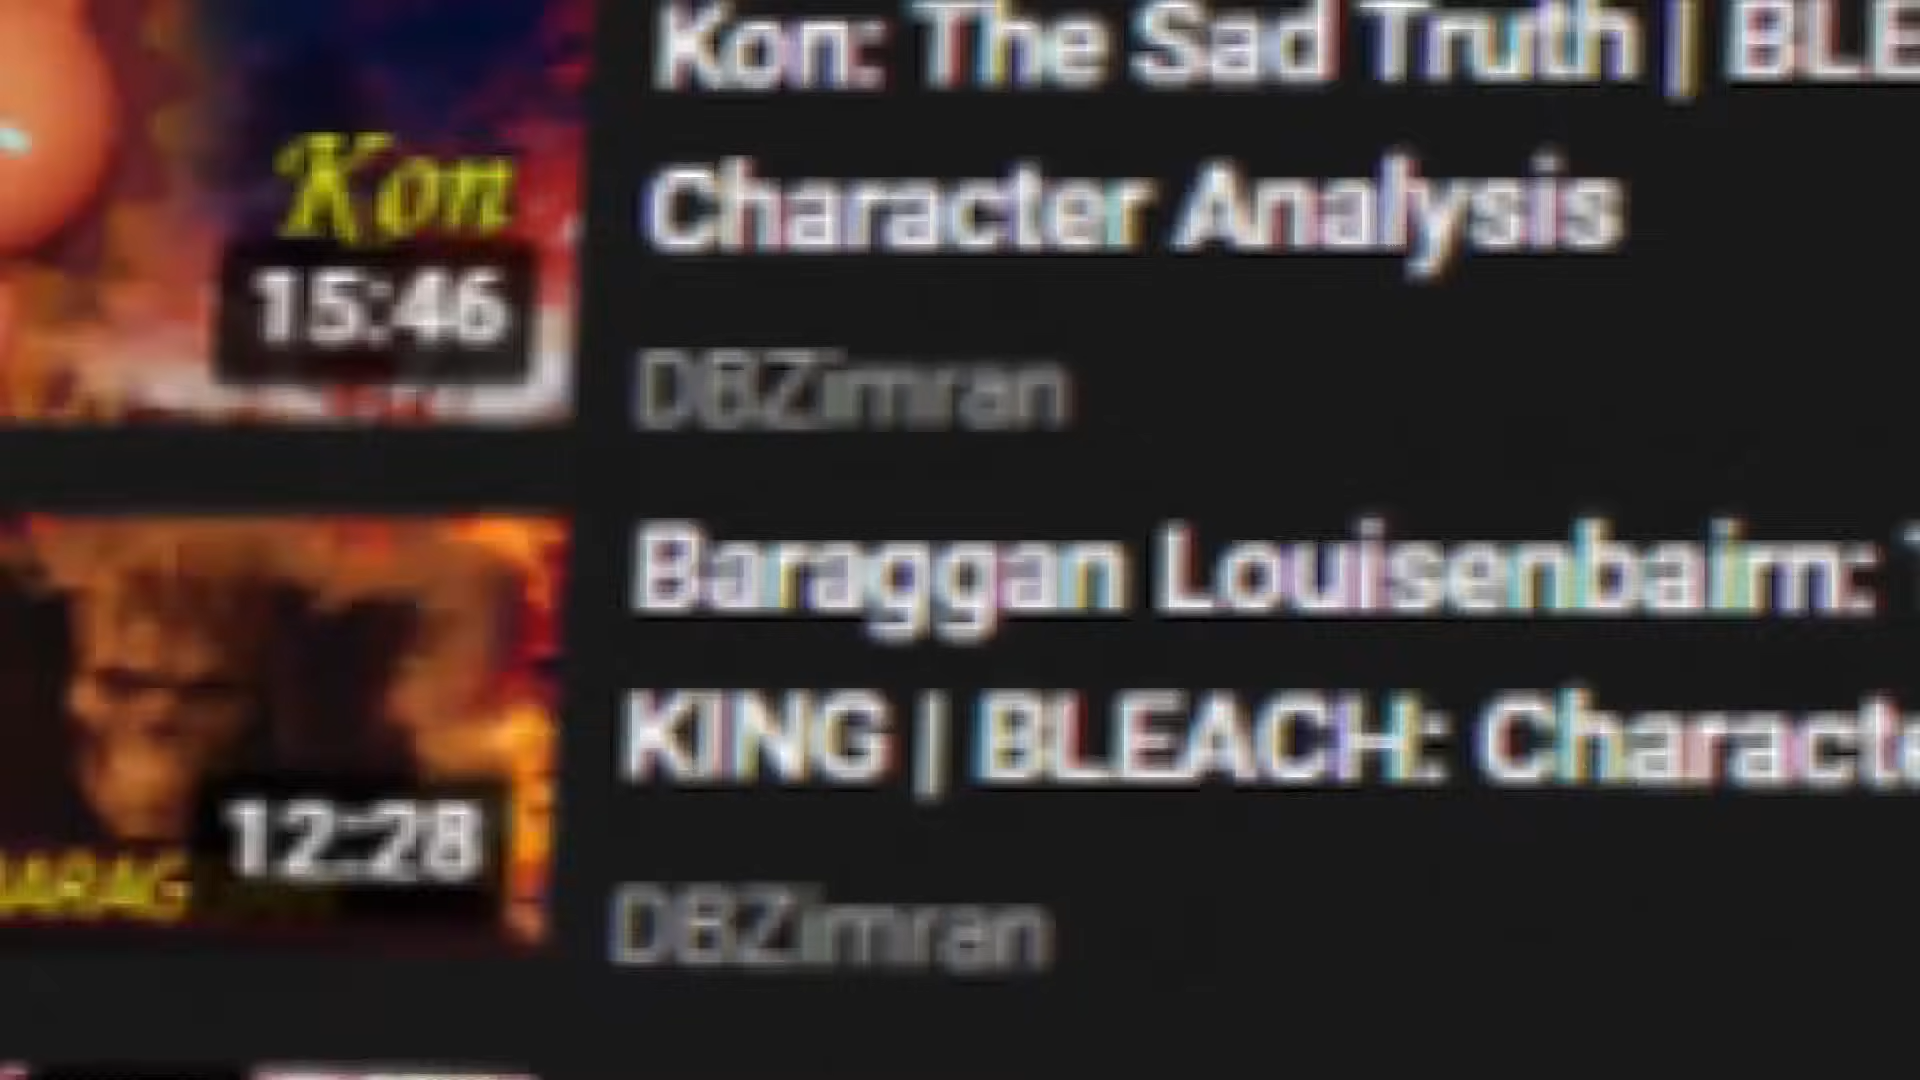 Kon: The Sad Truth | BLE
Character Analysis
Kon
15:46
DBZimran
Baraggan Louisenbairn:
KING | BLEACH: Characte
12:28
BARAG
DBZimran